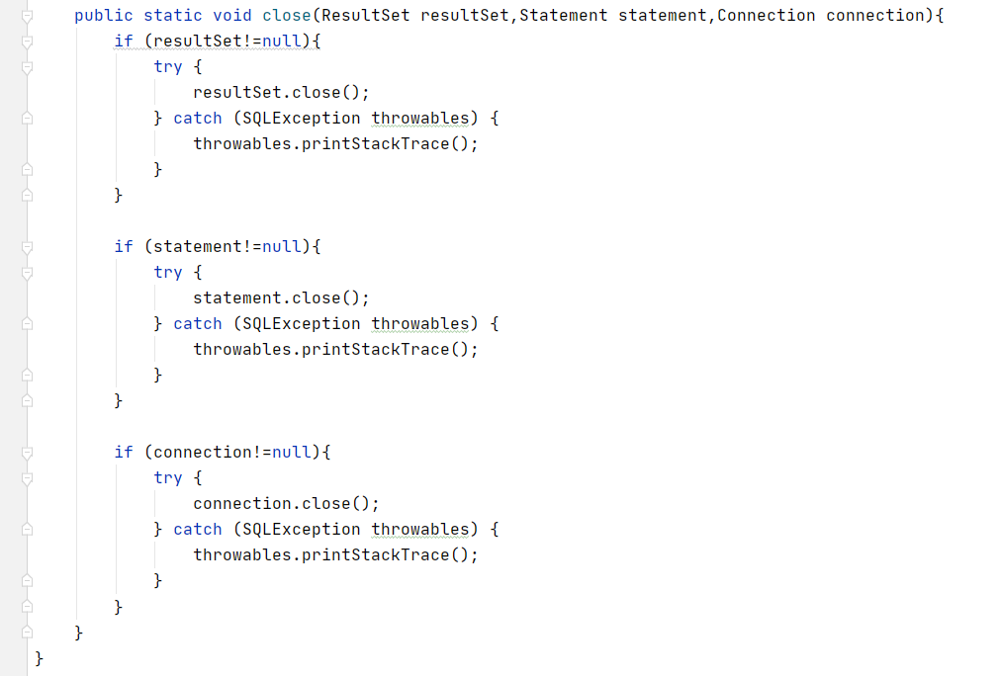 public static void close(ResultSet resultSet,Statement statement,Connection connection){
    if (resultSet!=null){
        try {
            resultSet.close();
        } catch (SQLException throwables) {
            throwables.printStackTrace();
        }
    }

    if (statement!=null){
        try {
            statement.close();
        } catch (SQLException throwables) {
            throwables.printStackTrace();
        }
    }

    if (connection!=null){
        try {
            connection.close();
        } catch (SQLException throwables) {
            throwables.printStackTrace();
        }
    }
}
}